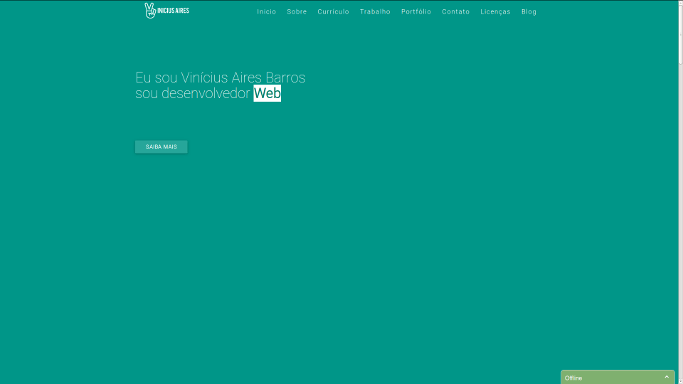 INICIUS AIRES
Início Sobre Currículo Trabalho Portfólio Contato Licenças Blog
Eu sou Vinícius Aires Barros
sou desenvolvedor Web
SAIBA MAIS
Offline